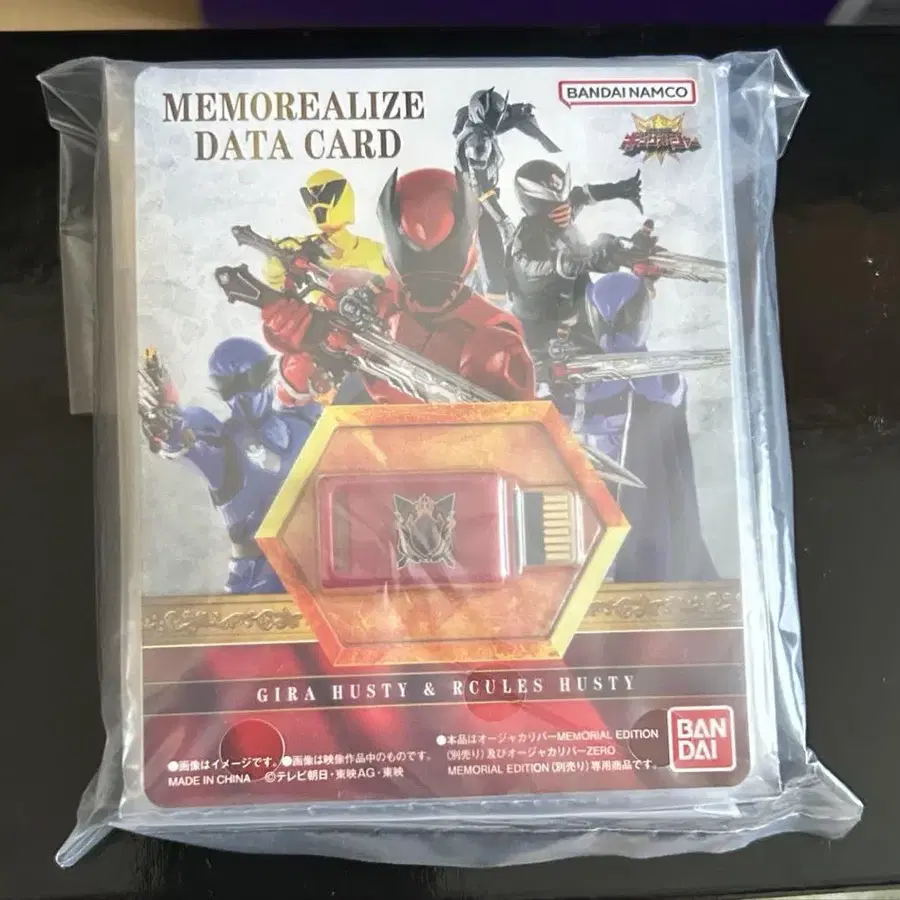 MEMOREALIZE
DATA CARD
BANDAI NAMCO
GIRA HUSTY & RCULES HUSTY
●画像はイメージです。●画像は映像作品中のものです。
MADE IN CHINA ©テレビ朝日・東映AG・東映
●本品はオージャカリバーMEMORIAL EDITION
(別売り)及びオージャカリバーZERO
MEMORIAL EDITION(別売り)専用商品です。
BAN
DAI